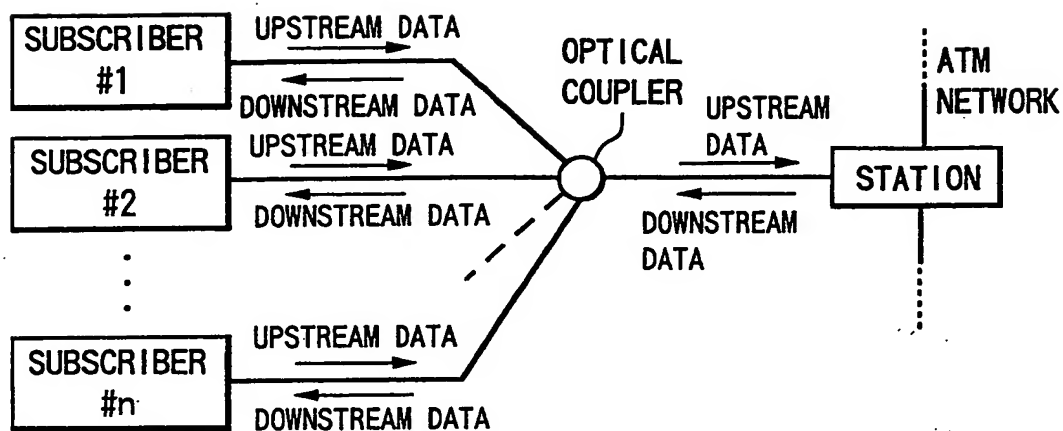 SUBSCRIBER
#1
UPSTREAM DATA
DOWNSTREAM DATA
OPTICAL
COUPLER
ATM
NETWORK
UPSTREAM
DATA
SUBSCRIBER
#2
UPSTREAM DATA
DOWNSTREAM DATA
STATION
DOWNSTREAM
DATA
SUBSCRIBER
#n
UPSTREAM DATA
DOWNSTREAM DATA